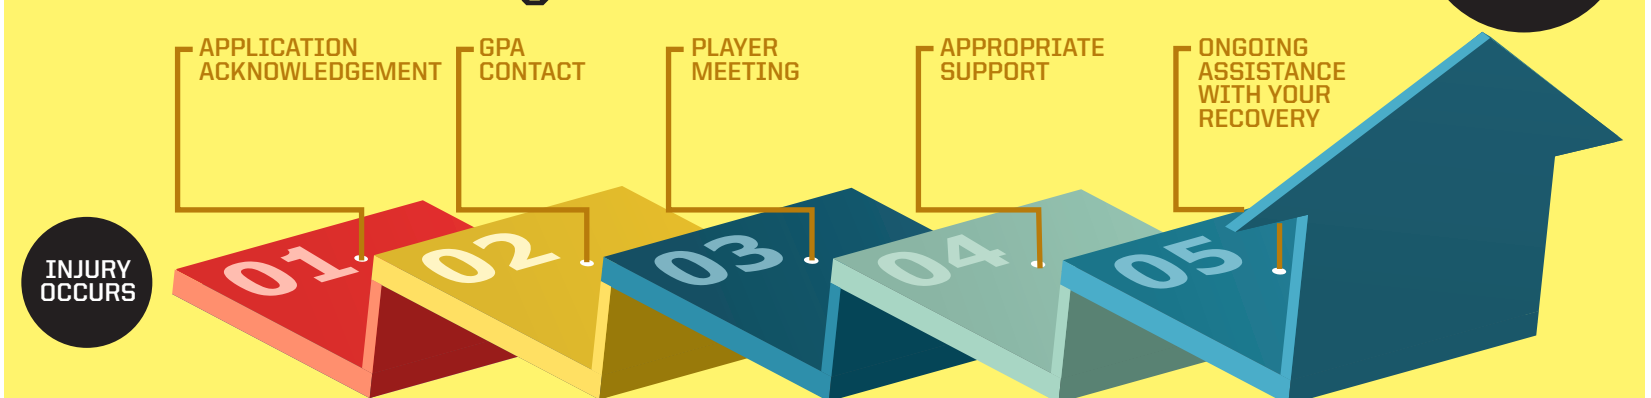 APPLICATION
ACKNOWLEDGEMENT
GPA
CONTACT
PLAYER
MEETING
APPROPRIATE
SUPPORT
ONGOING
ASSISTANCE
WITH YOUR
RECOVERY
INJURY
OCCURS
01
02
03
04
05